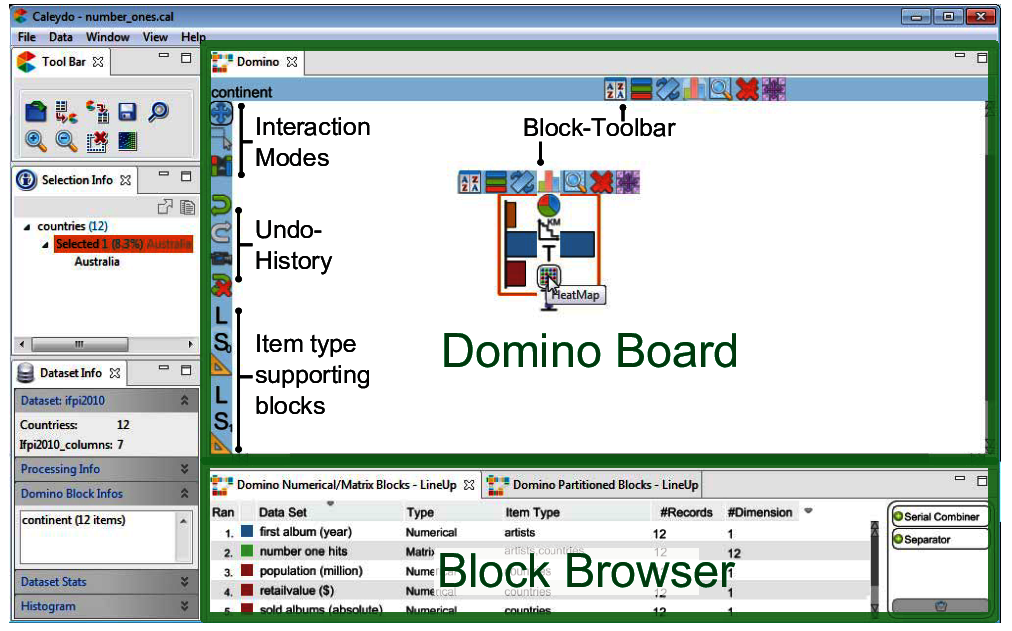 Caleydo - number_ones.cal
File Data Window View Help
Tool Bar
Domino
continent
Interaction
Modes
Block-Toolbar
Selection Info
countries (12)
Selected 1 (8.3%) Australia
Australia
Undo-
History
KM
T
HeatMap
L
S0
L
S1
Item type
supporting
blocks
Domino Board
Dataset Info
Dataset: ifpi2010
Countriess: 12
Ifpi2010_columns: 7
Processing Info
Domino Block Infos
continent (12 items)
Dataset Stats
Histogram
Domino Numerical/Matrix Blocks - LineUp
Domino Partitioned Blocks - LineUp
Ran Data Set Type Item Type #Records #Dimension
1. first album (year) Numerical artists 12 1
2. number one hits Matrix artists countries 12 12
3. population (million) Nume 1
4. retailvalue ($) Numerical countries 12 1
5. sold albums (absolute) Numerical countries 12 1
Block Browser
Serial Combiner
Separator